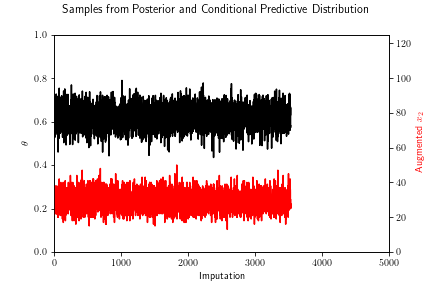 Samples from Posterior and Conditional Predictive Distribution
1.0
0.8
0.6
0.4
0.2
0.0
θ
120
100
80
60
40
20
0
Augmented x₂
0 1000 2000 3000 4000 5000
Imputation